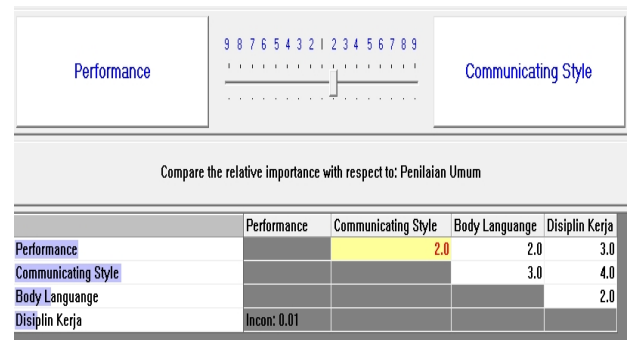 9 8 7 6 5 4 3 2 | 2 3 4 5 6 7 8 9
Performance
Communicating Style
Compare the relative importance with respect to: Penilaian Umum
Performance Communicating Style Body Languange Disiplin Kerja
Performance 2.0 2.0 3.0
Communicating Style 3.0 4.0
Body Languange 2.0
Disiplin Kerja Incon: 0.01